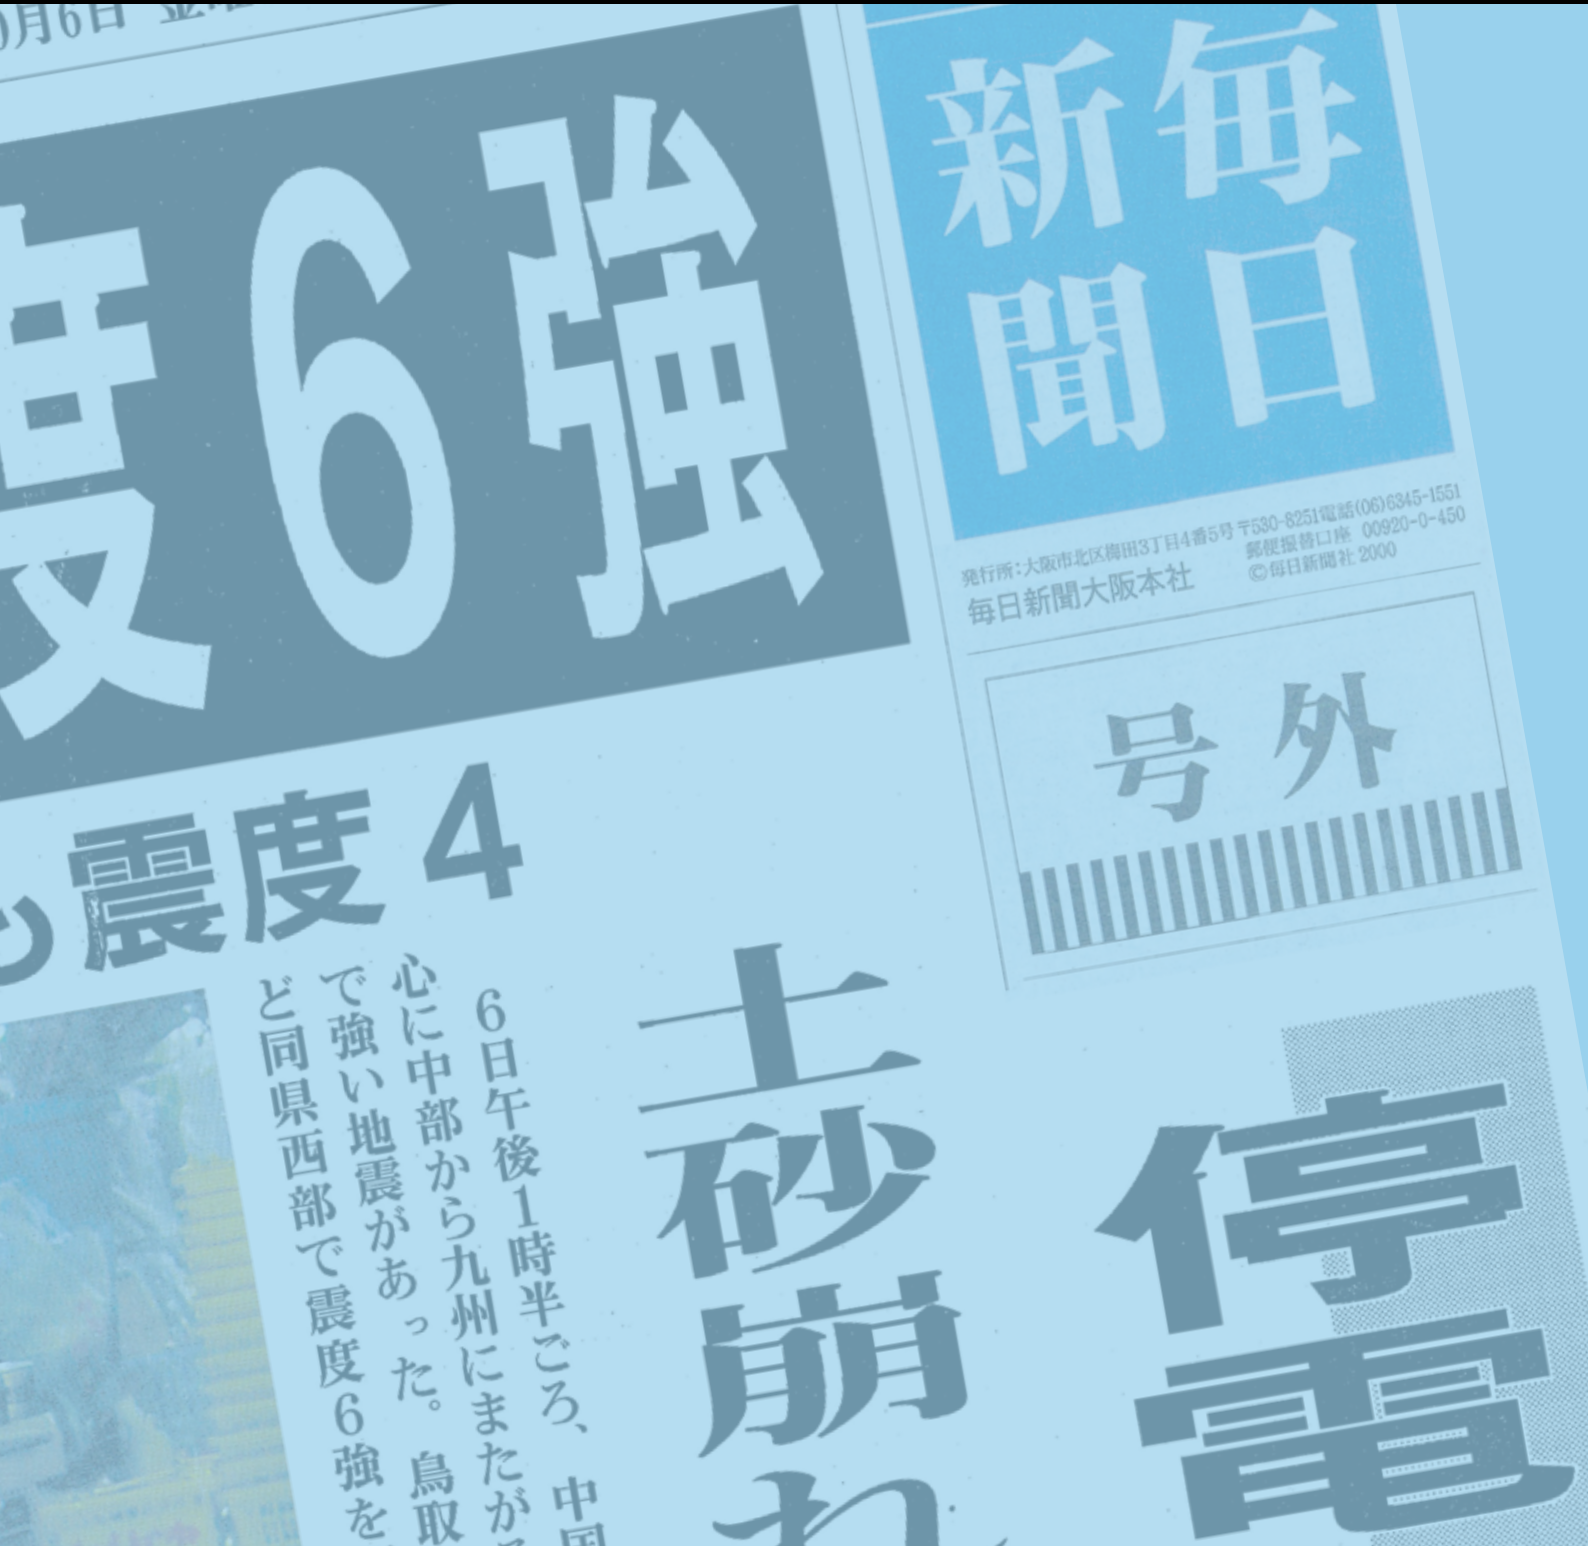 月6日
度6強
毎日
新聞
発行所:大阪市北区梅田3丁目4番5号 〒530-8251電話(06)6345-1551
郵便振替口座 00920-0-450
毎日新聞大阪本社
©毎日新聞社 2000
外号
も震度4
停電
土砂崩れ
6日午後1時半ごろ、中国
心に中部から九州にまたが
で強い地震があった。鳥取
ど同県西部で震度6強を